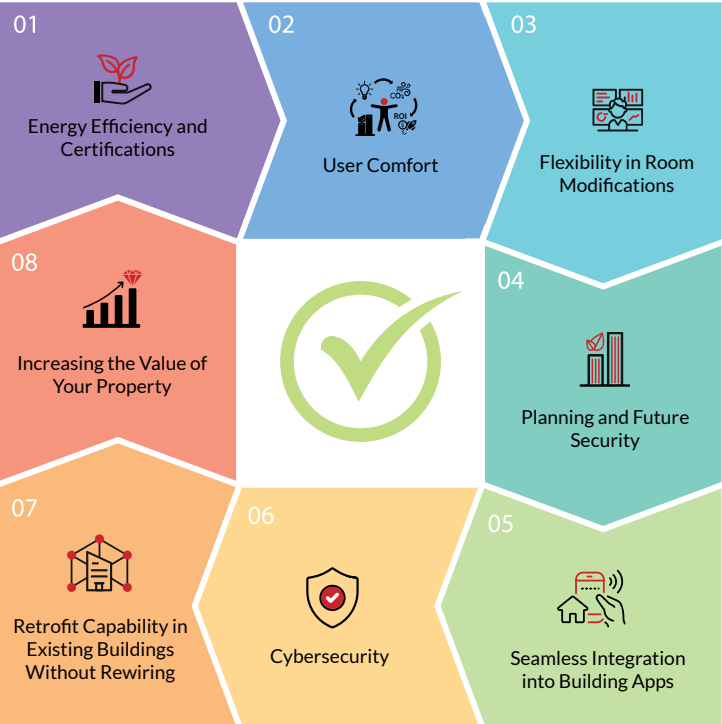 01
Energy Efficiency and
Certifications
02
CO₂
ROI
User Comfort
03
Flexibility in Room
Modifications
04
Planning and Future
Security
05
Seamless Integration
into Building Apps
06
Cybersecurity
07
Retrofit Capability in
Existing Buildings
Without Rewiring
08
Increasing the Value of
Your Property